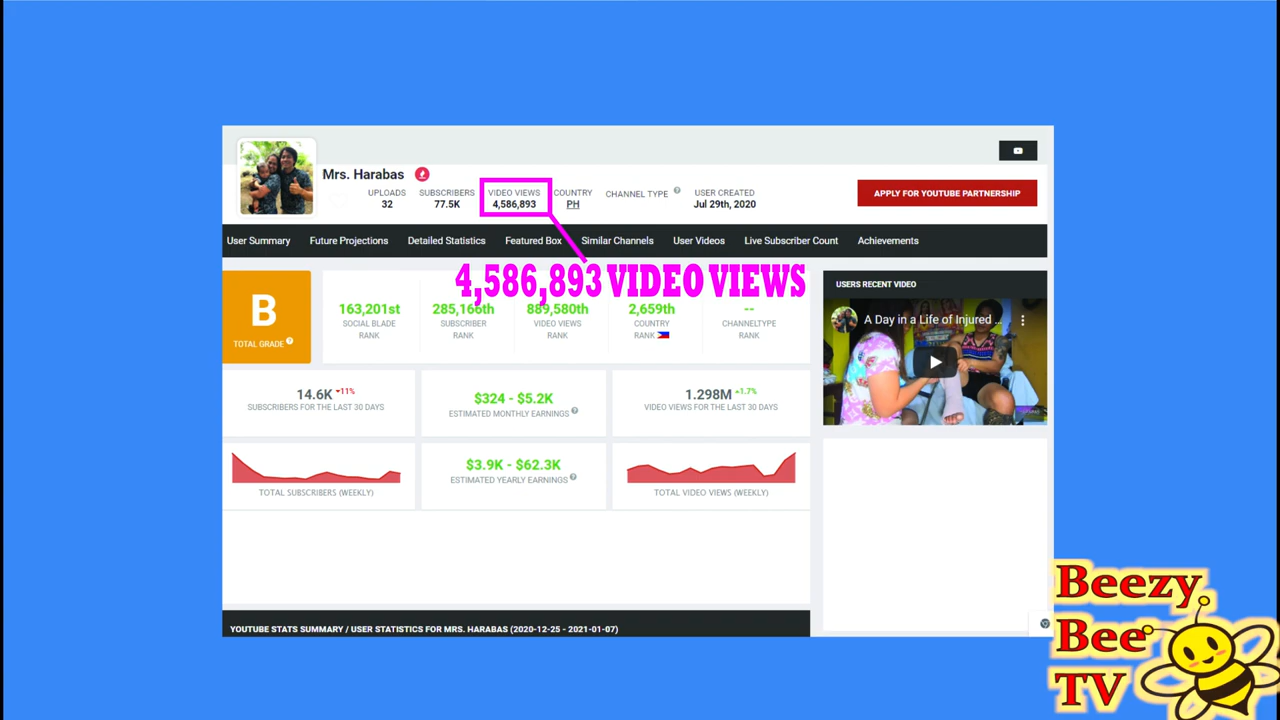 Mrs. Harabas
UPLOADS SUBSCRIBERS VIDEO VIEWS COUNTRY CHANNEL TYPE USER CREATED
32 77.5K 4,586,893 PH Jul 29th, 2020
APPLY FOR YOUTUBE PARTNERSHIP
User Summary Future Projections Detailed Statistics Featured Box Similar Channels User Videos Live Subscriber Count Achievements
4,586,893 VIDEO VIEWS
B
TOTAL GRADE
163,201st 285,166th 889,580th 2,659th --
SOCIAL BLADE SUBSCRIBER VIDEO VIEWS COUNTRY CHANNELTYPE
RANK RANK RANK RANK RANK
USERS RECENT VIDEO
A Day in a Life of Injured ...
14.6K 11%
SUBSCRIBERS FOR THE LAST 30 DAYS
$324 - $5.2K
ESTIMATED MONTHLY EARNINGS
1.298M 1.7%
VIDEO VIEWS FOR THE LAST 30 DAYS
TOTAL SUBSCRIBERS (WEEKLY)
$3.9K - $62.3K
ESTIMATED YEARLY EARNINGS
TOTAL VIDEO VIEWS (WEEKLY)
YOUTUBE STATS SUMMARY / USER STATISTICS FOR MRS. HARABAS (2020-12-25 - 2021-01-07)
Beezy
Bee
TV